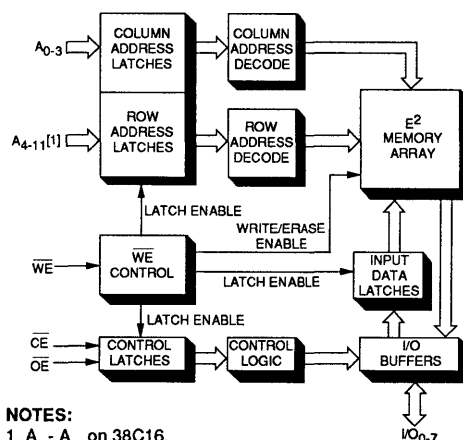 COLUMN
ADDRESS
LATCHES
COLUMN
ADDRESS
DECODE
A0-3
ROW
ADDRESS
LATCHES
ROW
ADDRESS
DECODE
A4-11[1]
E2
MEMORY
ARRAY
LATCH ENABLE
WRITE/ERASE
ENABLE
WE
WE
CONTROL
LATCH ENABLE
INPUT
DATA
LATCHES
LATCH ENABLE
CE
OE
CONTROL
LATCHES
CONTROL
LOGIC
I/O
BUFFERS
NOTES:
1. A - A on 38C16
I/O0-7